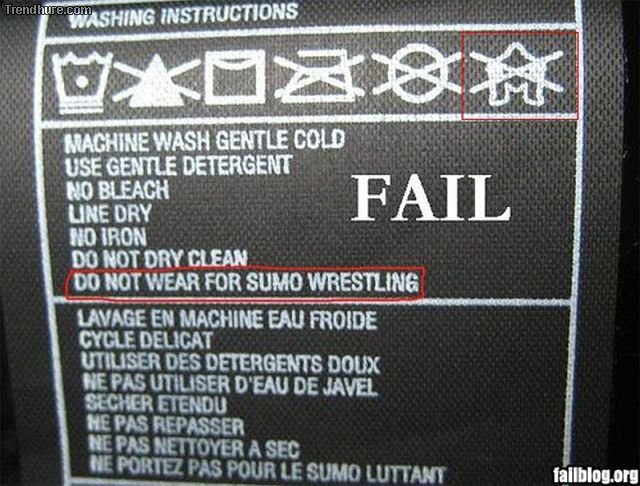 Trendhure.com
WASHING INSTRUCTIONS
MACHINE WASH GENTLE COLD
USE GENTLE DETERGENT
NO BLEACH
LINE DRY
NO IRON
DO NOT DRY CLEAN
DO NOT WEAR FOR SUMO WRESTLING
FAIL
LAVAGE EN MACHINE EAU FROIDE
CYCLE DELICAT
UTILISER DES DETERGENTS DOUX
NE PAS UTILISER D'EAU DE JAVEL
SECHER ETENDU
NE PAS REPASSER
NE PAS NETTOYER A SEC
NE PORTEZ PAS POUR LE SUMO LUTTANT
failblog.org